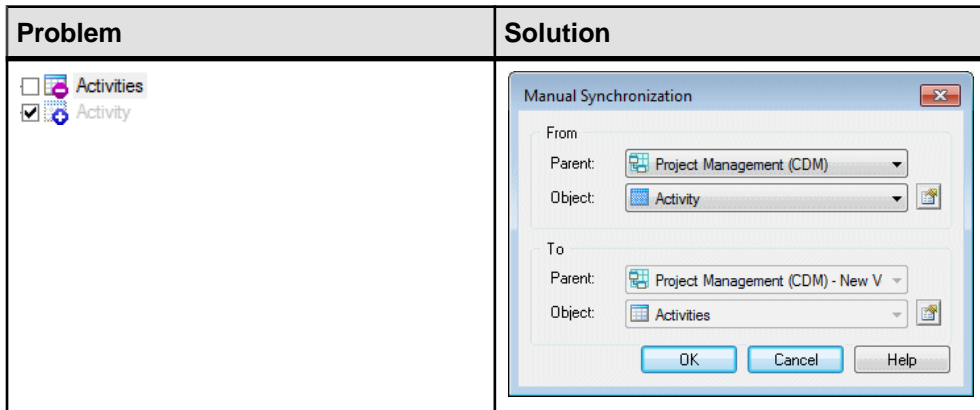 Problem
Solution
Activities
Activity
Manual Synchronization
From
Parent: Project Management (CDM)
Object: Activity
To
Parent: Project Management (CDM) - New V
Object: Activities
OK Cancel Help